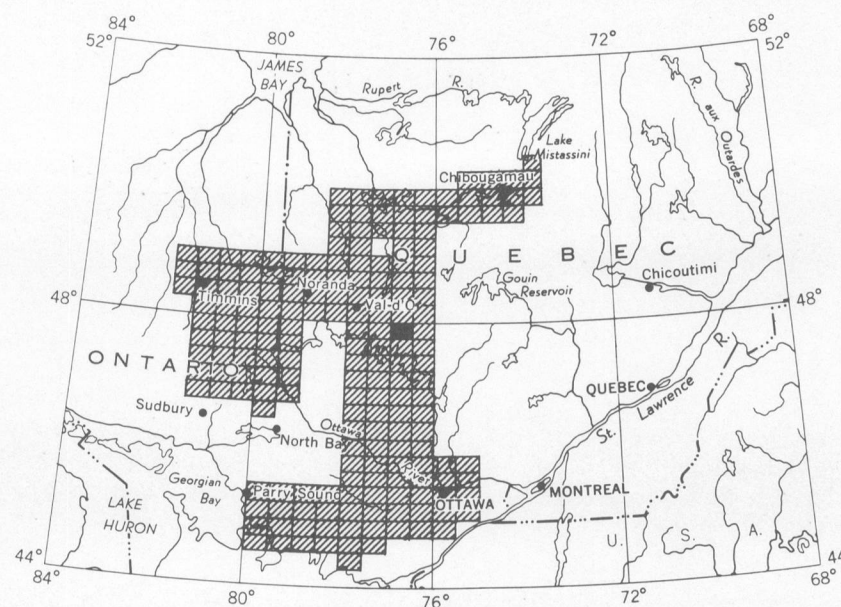 84°
80°
76°
72°
68°
52°
52°
JAMES
BAY
Rupert R.
R. aux Outardes
Lake
Mistassini
Chibougamau
QUEBEC
Gouin
Reservoir
Chicoutimi
Noranda
Timmins
Val-d'Or
48°
48°
ONTARIO
QUEBEC
Sudbury
North Bay
Ottawa River
St. Lawrence R.
Georgian
Bay
Parry Sound
OTTAWA
MONTREAL
LAKE
HURON
U. S. A.
44°
44
84°
80°
76°
72°
68°